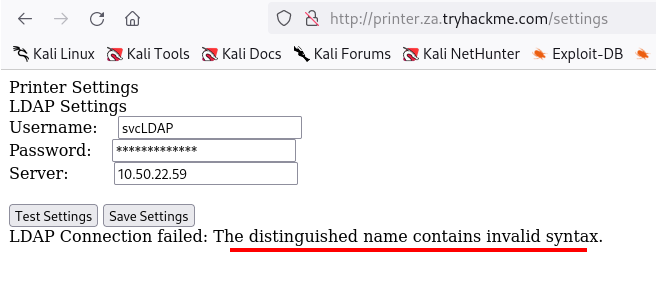 http://printer.za.tryhackme.com/settings
Kali Linux Kali Tools Kali Docs Kali Forums Kali NetHunter Exploit-DB
Printer Settings
LDAP Settings
Username: svcLDAP
Password: *************
Server: 10.50.22.59
Test Settings Save Settings
LDAP Connection failed: The distinguished name contains invalid syntax.